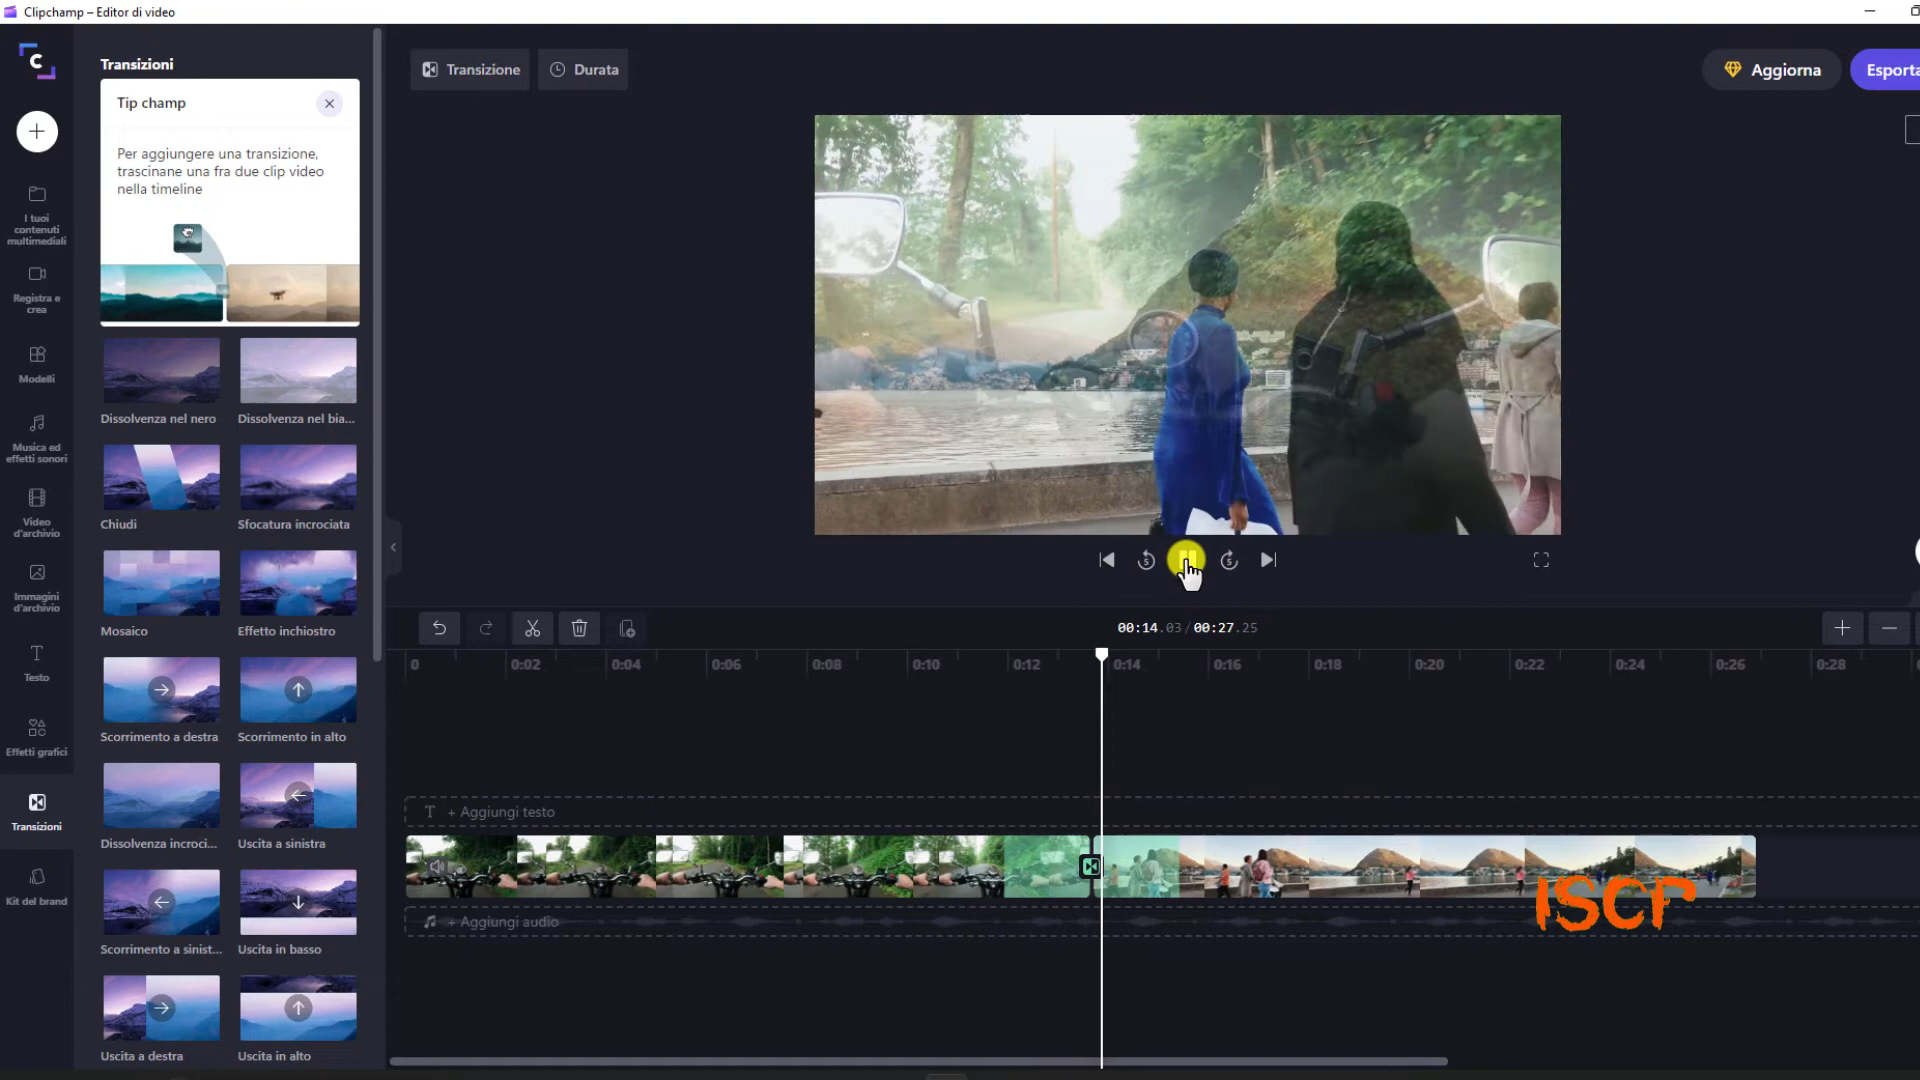 Clipchamp – Editor di video
C
Transizioni
Transizione
Durata
Aggiorna
Esporta
Tip champ
Per aggiungere una transizione,
trascinane una fra due clip video
nella timeline
I tuoi
contenuti
multimediali
Registra e
crea
Modelli
Musica ed
effetti sonori
Video
d'archivio
Immagini
d'archivio
Testo
Effetti grafici
Transizioni
Kit del brand
Dissolvenza nel nero
Dissolvenza nel bia...
Chiudi
Sfocatura incrociata
Mosaico
Effetto inchiostro
Scorrimento a destra
Scorrimento in alto
Dissolvenza incroci...
Uscita a sinistra
Scorrimento a sinist...
Uscita in basso
Uscita a destra
Uscita in alto
5
5
00:14.03/00:27.25
0
0:02
0:04
0:06
0:08
0:10
0:12
0:14
0:16
0:18
0:20
0:22
0:24
0:26
0:28
T + Aggiungi testo
+ Aggiungi audio